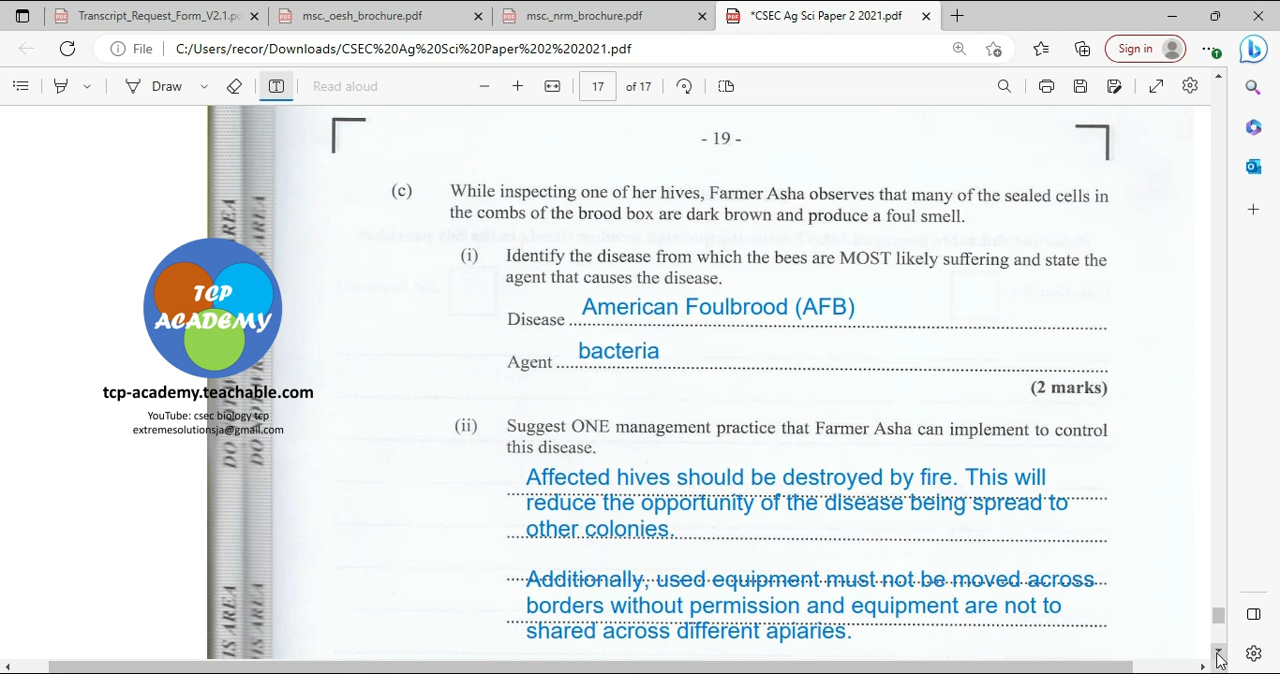 Transcript_Request_Form_V2.1.pc
msc._oesh_brochure.pdf
msc._nrm_brochure.pdf
*CSEC Ag Sci Paper 2 2021.pdf
File
C:/Users/recor/Downloads/CSEC%20Ag%20Sci%20Paper%202%202021.pdf
Sign in
Draw
Read aloud
17
of 17
- 19 -
(c) While inspecting one of her hives, Farmer Asha observes that many of the sealed cells in
the combs of the brood box are dark brown and produce a foul smell.
(i) Identify the disease from which the bees are MOST likely suffering and state the
agent that causes the disease.
Disease American Foulbrood (AFB)
Agent bacteria
(2 marks)
(ii) Suggest ONE management practice that Farmer Asha can implement to control
this disease.
Affected hives should be destroyed by fire. This will
reduce the opportunity of the disease being spread to
other colonies.
Additionally, used equipment must not be moved across
borders without permission and equipment are not to
shared across different apiaries.
TCP
ACADEMY
tcp-academy.teachable.com
YouTube: csec biology tcp
extremesolutionsja@gmail.com